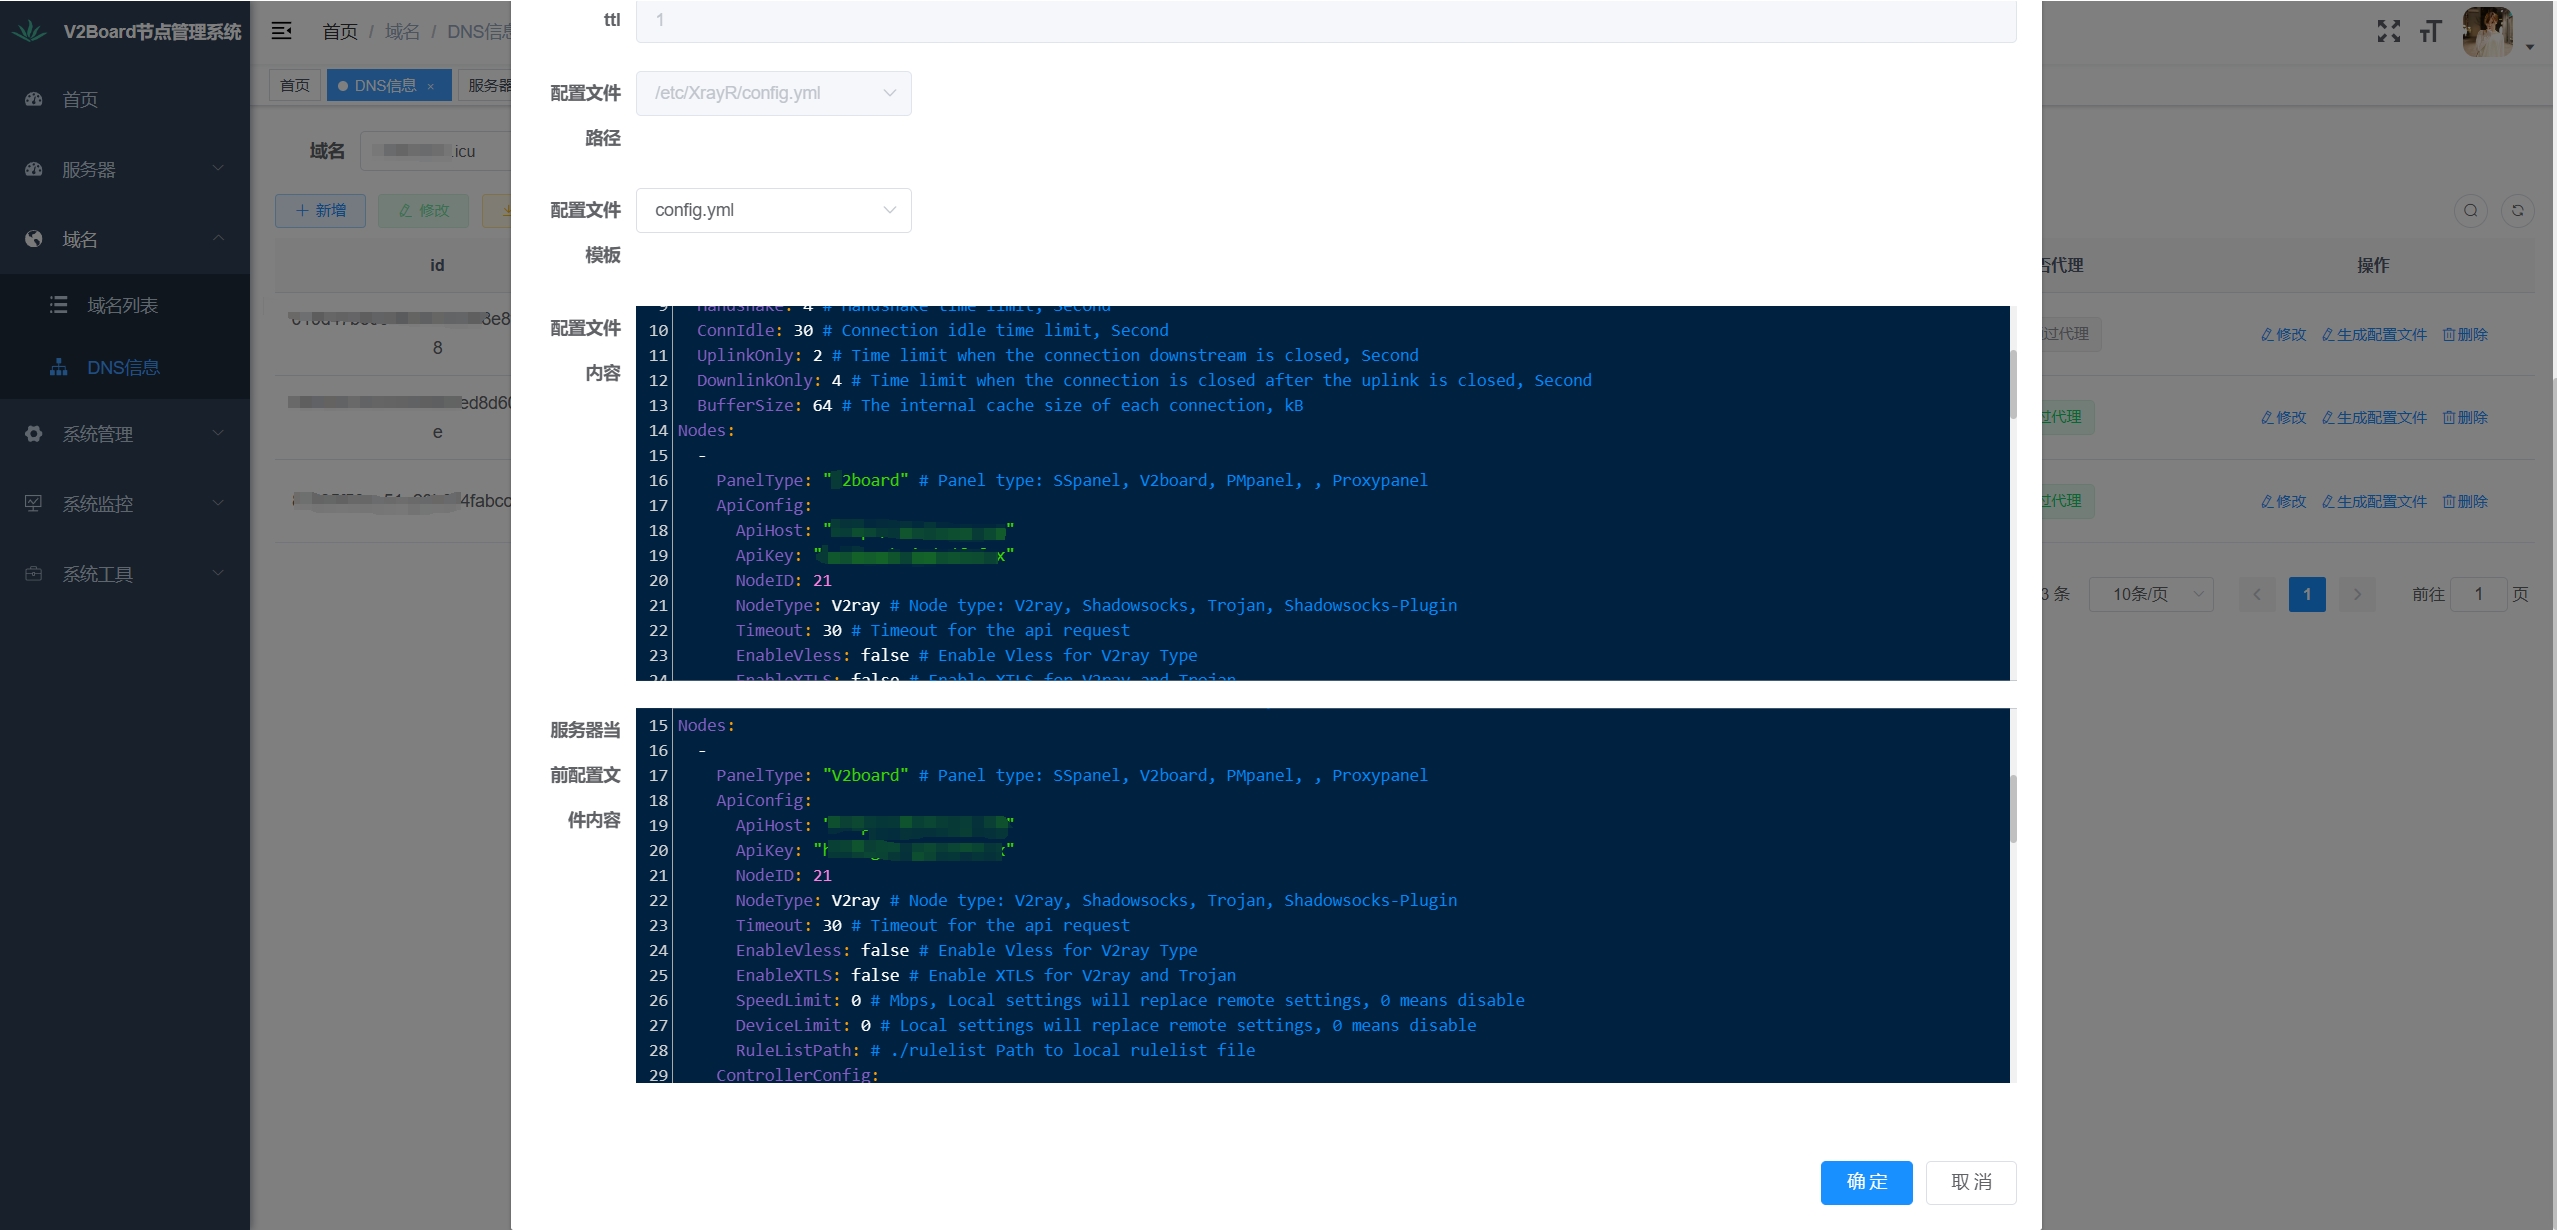 V2Board节点管理系统
首页
服务器
域名
域名列表
DNS信息
系统管理
系统监控
系统工具
首页 / 域名 / DNS信息
首页
DNS信息 ×
服务器
域名
.icu
新增
修改
id
8
ed8d60
e
4fabcc
ttl
1
配置文件路径
/etc/XrayR/config.yml
配置文件模板
config.yml
配置文件内容
9 Handshake: 4 # Handshake time limit, Second
10 ConnIdle: 30 # Connection idle time limit, Second
11 UplinkOnly: 2 # Time limit when the connection downstream is closed, Second
12 DownlinkOnly: 4 # Time limit when the connection is closed after the uplink is closed, Second
13 BufferSize: 64 # The internal cache size of each connection, kB
14 Nodes:
15 -
16 PanelType: "2board" # Panel type: SSpanel, V2board, PMpanel, , Proxypanel
17 ApiConfig:
18 ApiHost: "
19 ApiKey: "x"
20 NodeID: 21
21 NodeType: V2ray # Node type: V2ray, Shadowsocks, Trojan, Shadowsocks-Plugin
22 Timeout: 30 # Timeout for the api request
23 EnableVless: false # Enable Vless for V2ray Type
24 EnableXTLS: false # Enable XTLS for V2ray and Trojan
服务器当前配置文件内容
15 Nodes:
16 -
17 PanelType: "V2board" # Panel type: SSpanel, V2board, PMpanel, , Proxypanel
18 ApiConfig:
19 ApiHost: "
20 ApiKey: "
21 NodeID: 21
22 NodeType: V2ray # Node type: V2ray, Shadowsocks, Trojan, Shadowsocks-Plugin
23 Timeout: 30 # Timeout for the api request
24 EnableVless: false # Enable Vless for V2ray Type
25 EnableXTLS: false # Enable XTLS for V2ray and Trojan
26 SpeedLimit: 0 # Mbps, Local settings will replace remote settings, 0 means disable
27 DeviceLimit: 0 # Local settings will replace remote settings, 0 means disable
28 RuleListPath: # ./rulelist Path to local rulelist file
29 ControllerConfig:
确定
取消
否代理
操作
过代理
修改 生成配置文件 删除
过代理
修改 生成配置文件 删除
过代理
修改 生成配置文件 删除
3 条
10条/页
1
前往 1 页